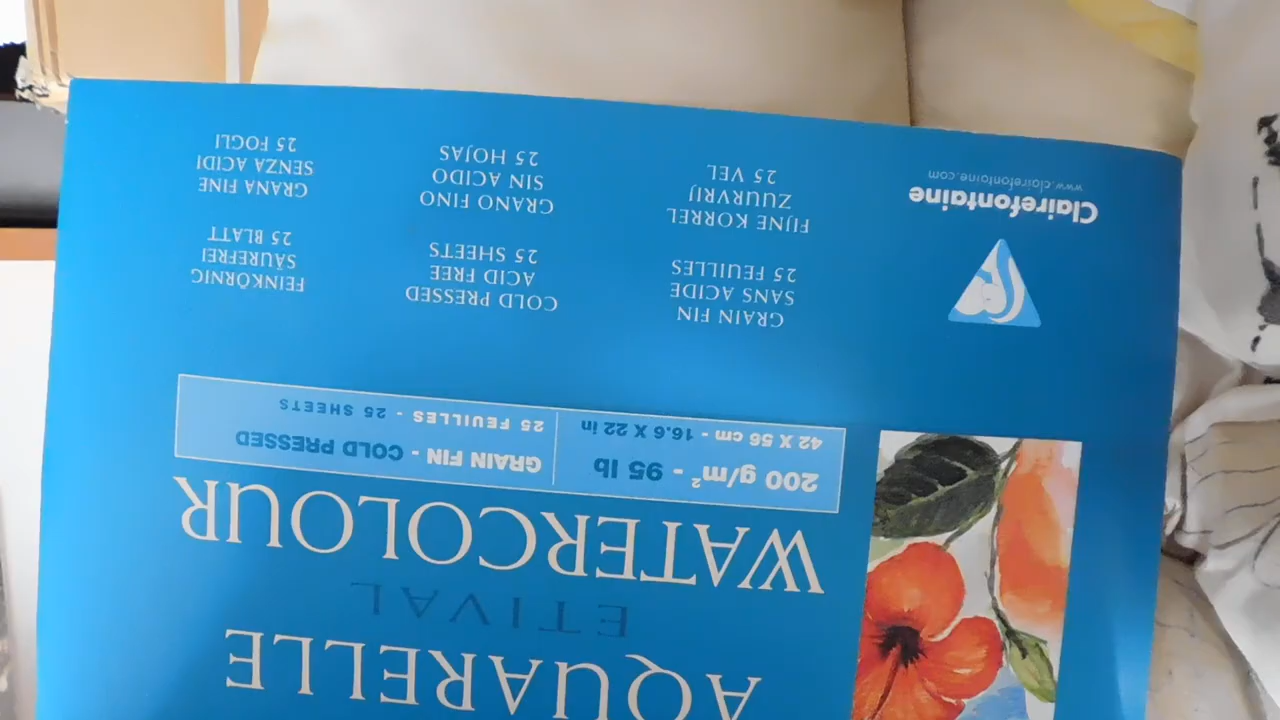 AQUARELLE
ETIVAL
WATERCOLOUR
200 g/m² - 95 lb
42 X 56 cm - 16.6 X 22 in
GRAIN FIN - COLD PRESSED
25 FEUILLES - 25 SHEETS
GRAIN FIN
SANS ACIDE
25 FEUILLES
COLD PRESSED
ACID FREE
25 SHEETS
FEINKÖRNIG
SÄUREFREI
25 BLATT
FIJNE KORREL
ZUURVRIJ
25 VEL
GRANO FINO
SIN ACIDO
25 HOJAS
GRANA FINE
SENZA ACIDI
25 FOGLI
Clairefontaine
www.clairefontaine.com